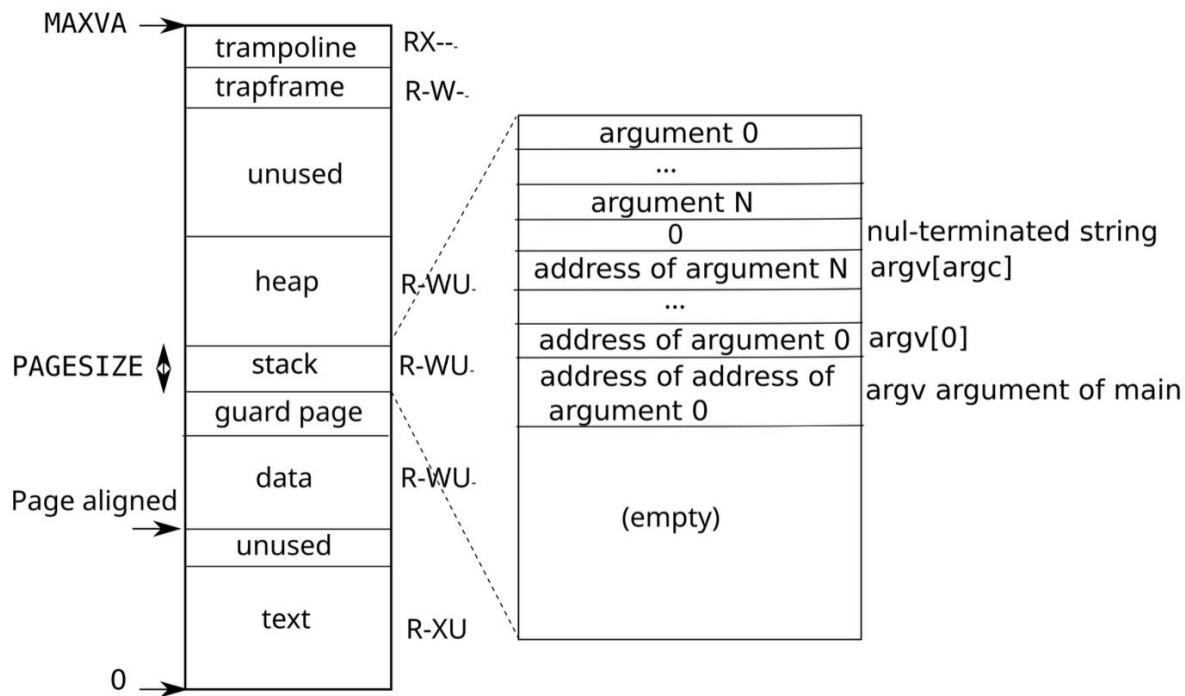 MAXVA
trampoline
RX--
trapframe
R-W-
unused
heap
R-WU
PAGESIZE
stack
R-WU
guard page
data
R-WU
Page aligned
unused
text
R-XU
0
argument 0
...
argument N
0
nul-terminated string
address of argument N
argv[argc]
...
address of argument 0
argv[0]
address of address of
argument 0
argv argument of main
(empty)